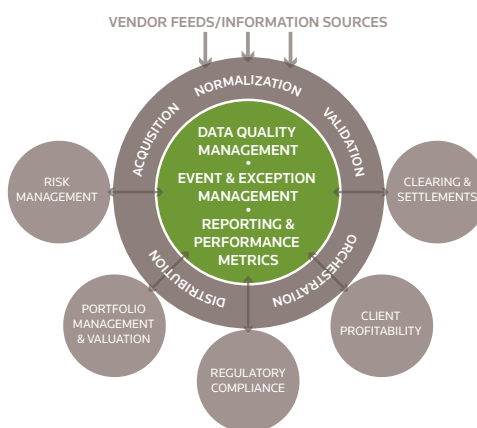 VENDOR FEEDS/INFORMATION SOURCES
ACQUISITION
NORMALIZATION
VALIDATION
DATA QUALITY
MANAGEMENT
•
EVENT & EXCEPTION
MANAGEMENT
•
REPORTING &
PERFORMANCE
METRICS
RISK
MANAGEMENT
CLEARING &
SETTLEMENTS
DISTRIBUTION
ORCHESTRATION
PORTFOLIO
MANAGEMENT
& VALUATION
CLIENT
PROFITABILITY
REGULATORY
COMPLIANCE